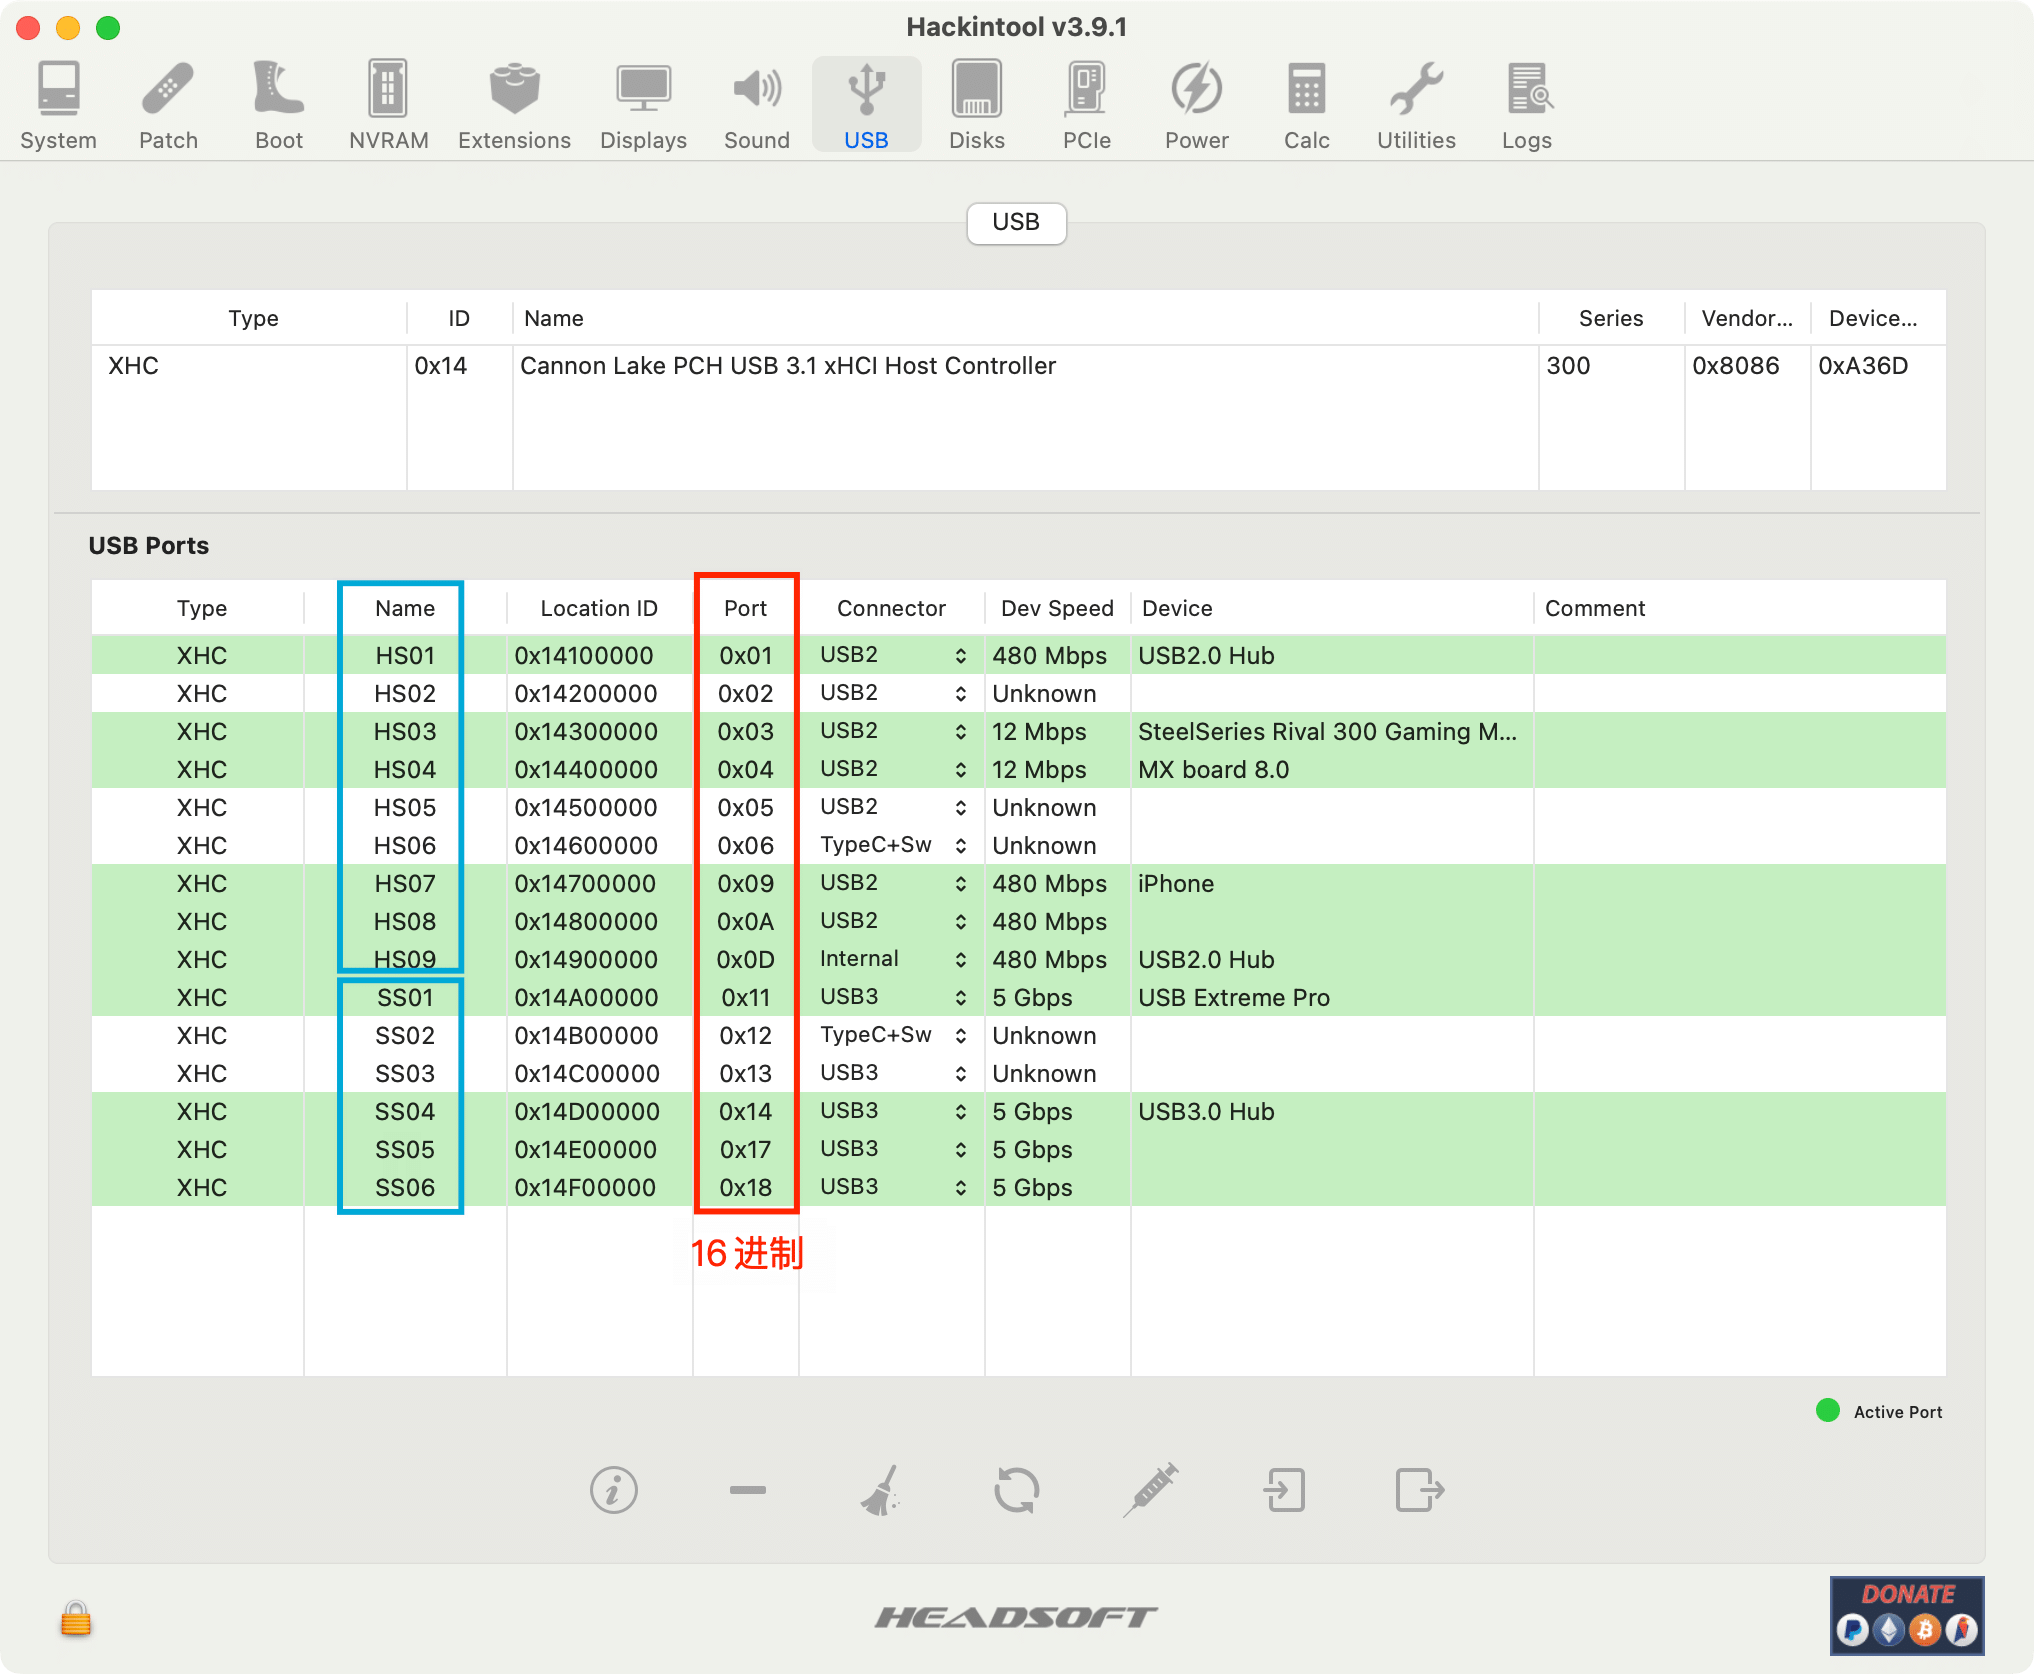 Hackintool v3.9.1
System Patch Boot NVRAM Extensions Displays Sound USB Disks PCIe Power Calc Utilities Logs
USB
Type ID Name Series Vendor... Device...
XHC 0x14 Cannon Lake PCH USB 3.1 xHCI Host Controller 300 0x8086 0xA36D
USB Ports
Type Name Location ID Port Connector Dev Speed Device Comment
XHC HS01 0x14100000 0x01 USB2 480 Mbps USB2.0 Hub
XHC HS02 0x14200000 0x02 USB2 Unknown
XHC HS03 0x14300000 0x03 USB2 12 Mbps SteelSeries Rival 300 Gaming M...
XHC HS04 0x14400000 0x04 USB2 12 Mbps MX board 8.0
XHC HS05 0x14500000 0x05 USB2 Unknown
XHC HS06 0x14600000 0x06 TypeC+Sw Unknown
XHC HS07 0x14700000 0x09 USB2 480 Mbps iPhone
XHC HS08 0x14800000 0x0A USB2 480 Mbps
XHC HS09 0x14900000 0x0D Internal 480 Mbps USB2.0 Hub
XHC SS01 0x14A00000 0x11 USB3 5 Gbps USB Extreme Pro
XHC SS02 0x14B00000 0x12 TypeC+Sw Unknown
XHC SS03 0x14C00000 0x13 USB3 Unknown
XHC SS04 0x14D00000 0x14 USB3 5 Gbps USB3.0 Hub
XHC SS05 0x14E00000 0x17 USB3 5 Gbps
XHC SS06 0x14F00000 0x18 USB3 5 Gbps
16 进制
Active Port
HEADSOFT
DONATE